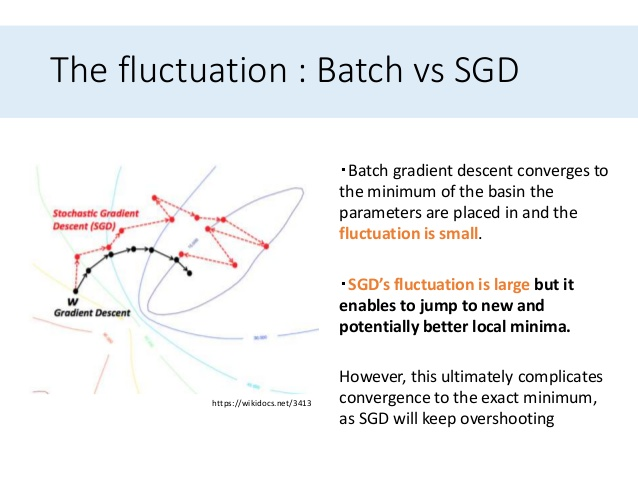 The fluctuation : Batch vs SGD
Stochastic Gradient
Descent (SGD)
W
Gradient Descent
https://wikidocs.net/3413
・Batch gradient descent converges to
the minimum of the basin the
parameters are placed in and the
fluctuation is small.
・SGD’s fluctuation is large but it
enables to jump to new and
potentially better local minima.
However, this ultimately complicates
convergence to the exact minimum,
as SGD will keep overshooting